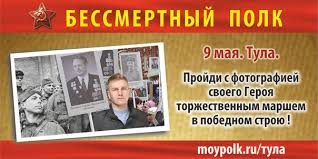 БЕССМЕРТНЫЙ ПОЛК
9 мая. Тула.
Пройди с фотографией
своего Героя
торжественным маршем
в победном строю !
moypolk.ru/тула